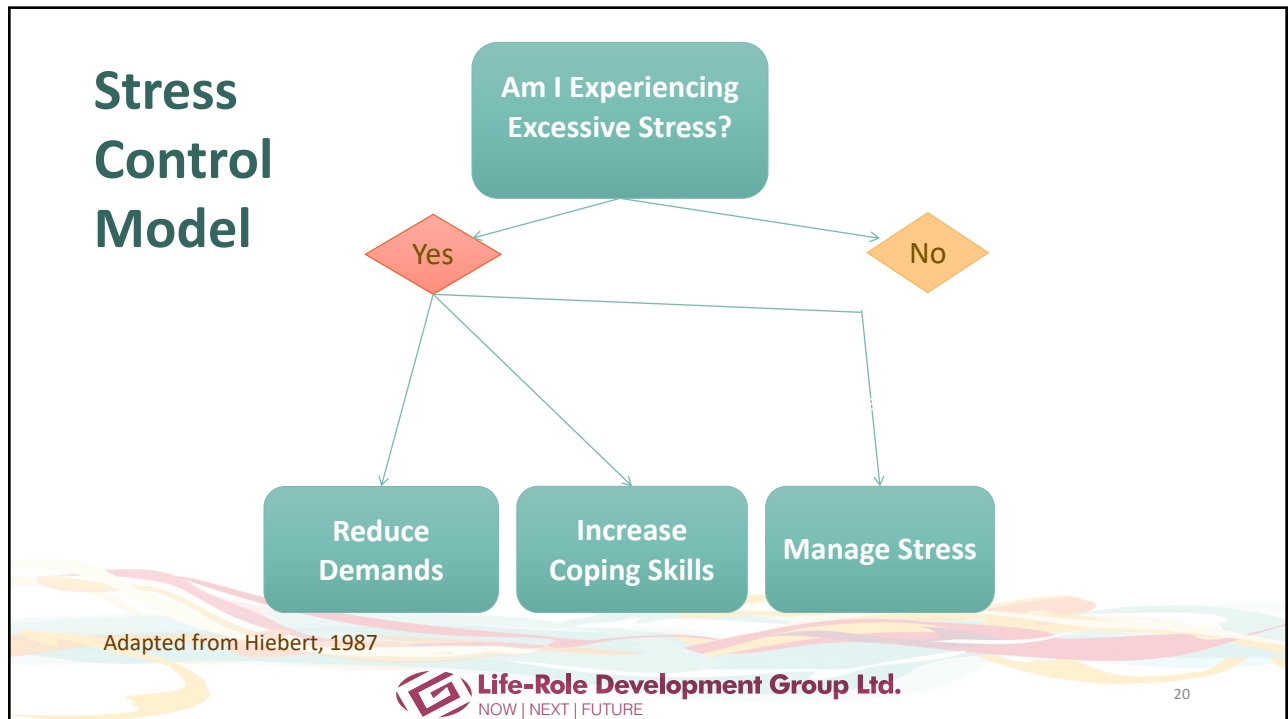 Stress
Control
Model
Am I Experiencing
Excessive Stress?
Yes
No
Reduce
Demands
Increase
Coping Skills
Manage Stress
Adapted from Hiebert, 1987
Life-Role Development Group Ltd.
NOW | NEXT | FUTURE
20